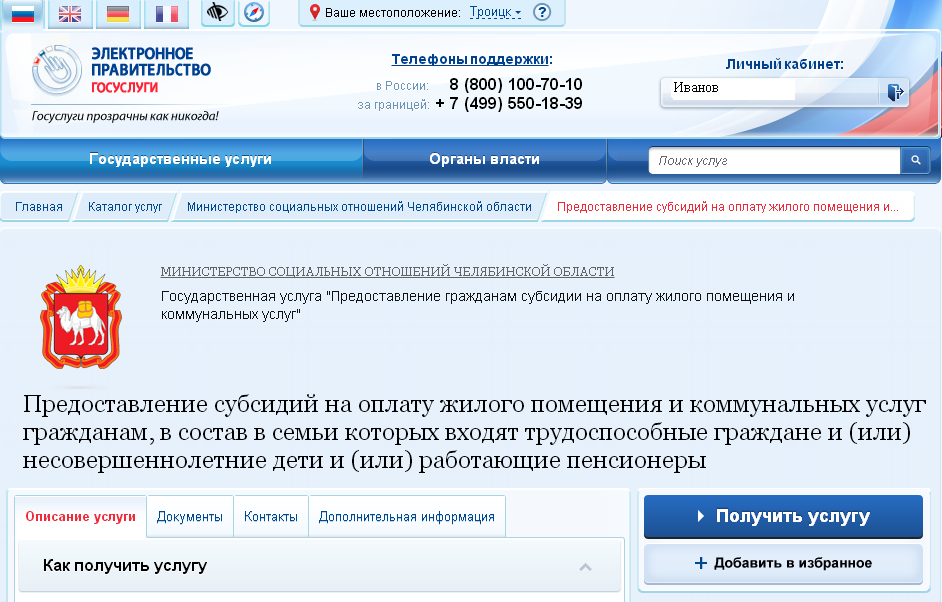 Ваше местоположение: Троицк ?
ЭЛЕКТРОННОЕ
ПРАВИТЕЛЬСТВО
ГОСУСЛУГИ
Госуслуги прозрачны как никогда!
Телефоны поддержки:
в России: 8 (800) 100-70-10
за границей: + 7 (499) 550-18-39
Личный кабинет:
Иванов
Государственные услуги
Органы власти
Поиск услуг
Главная
Каталог услуг
Министерство социальных отношений Челябинской области
Предоставление субсидий на оплату жилого помещения и...
МИНИСТЕРСТВО СОЦИАЛЬНЫХ ОТНОШЕНИЙ ЧЕЛЯБИНСКОЙ ОБЛАСТИ
Государственная услуга "Предоставление гражданам субсидии на оплату жилого помещения и
коммунальных услуг"
Предоставление субсидий на оплату жилого помещения и коммунальных услуг
гражданам, в состав в семьи которых входят трудоспособные граждане и (или)
несовершеннолетние дети и (или) работающие пенсионеры
Описание услуги
Документы
Контакты
Дополнительная информация
Как получить услугу
Получить услугу
+ Добавить в избранное